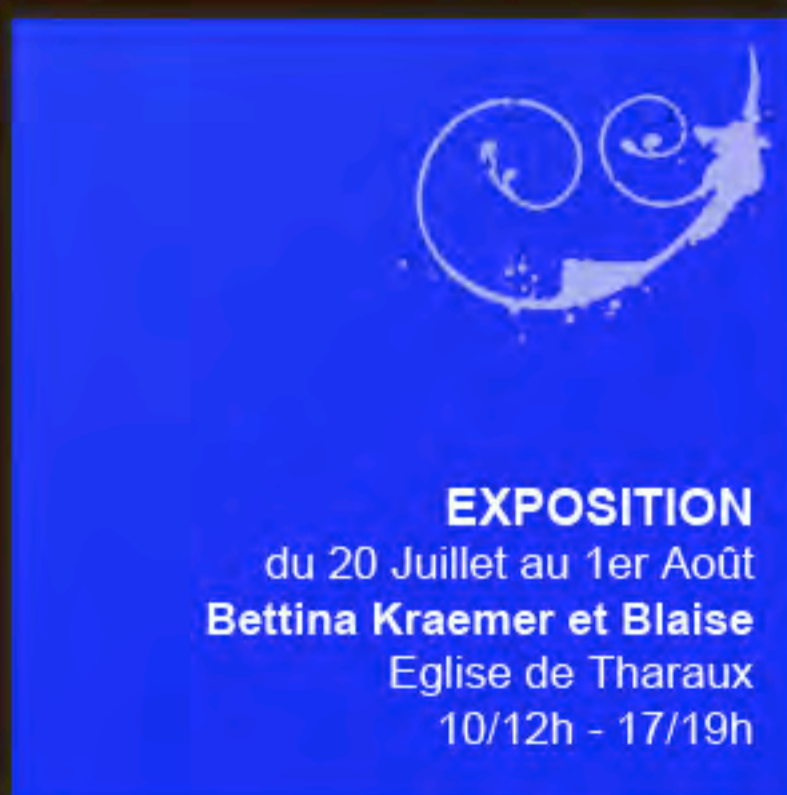 EXPOSITION
du 20 Juillet au 1er Août
Bettina Kraemer et Blaise
Eglise de Tharaux
10/12h - 17/19h